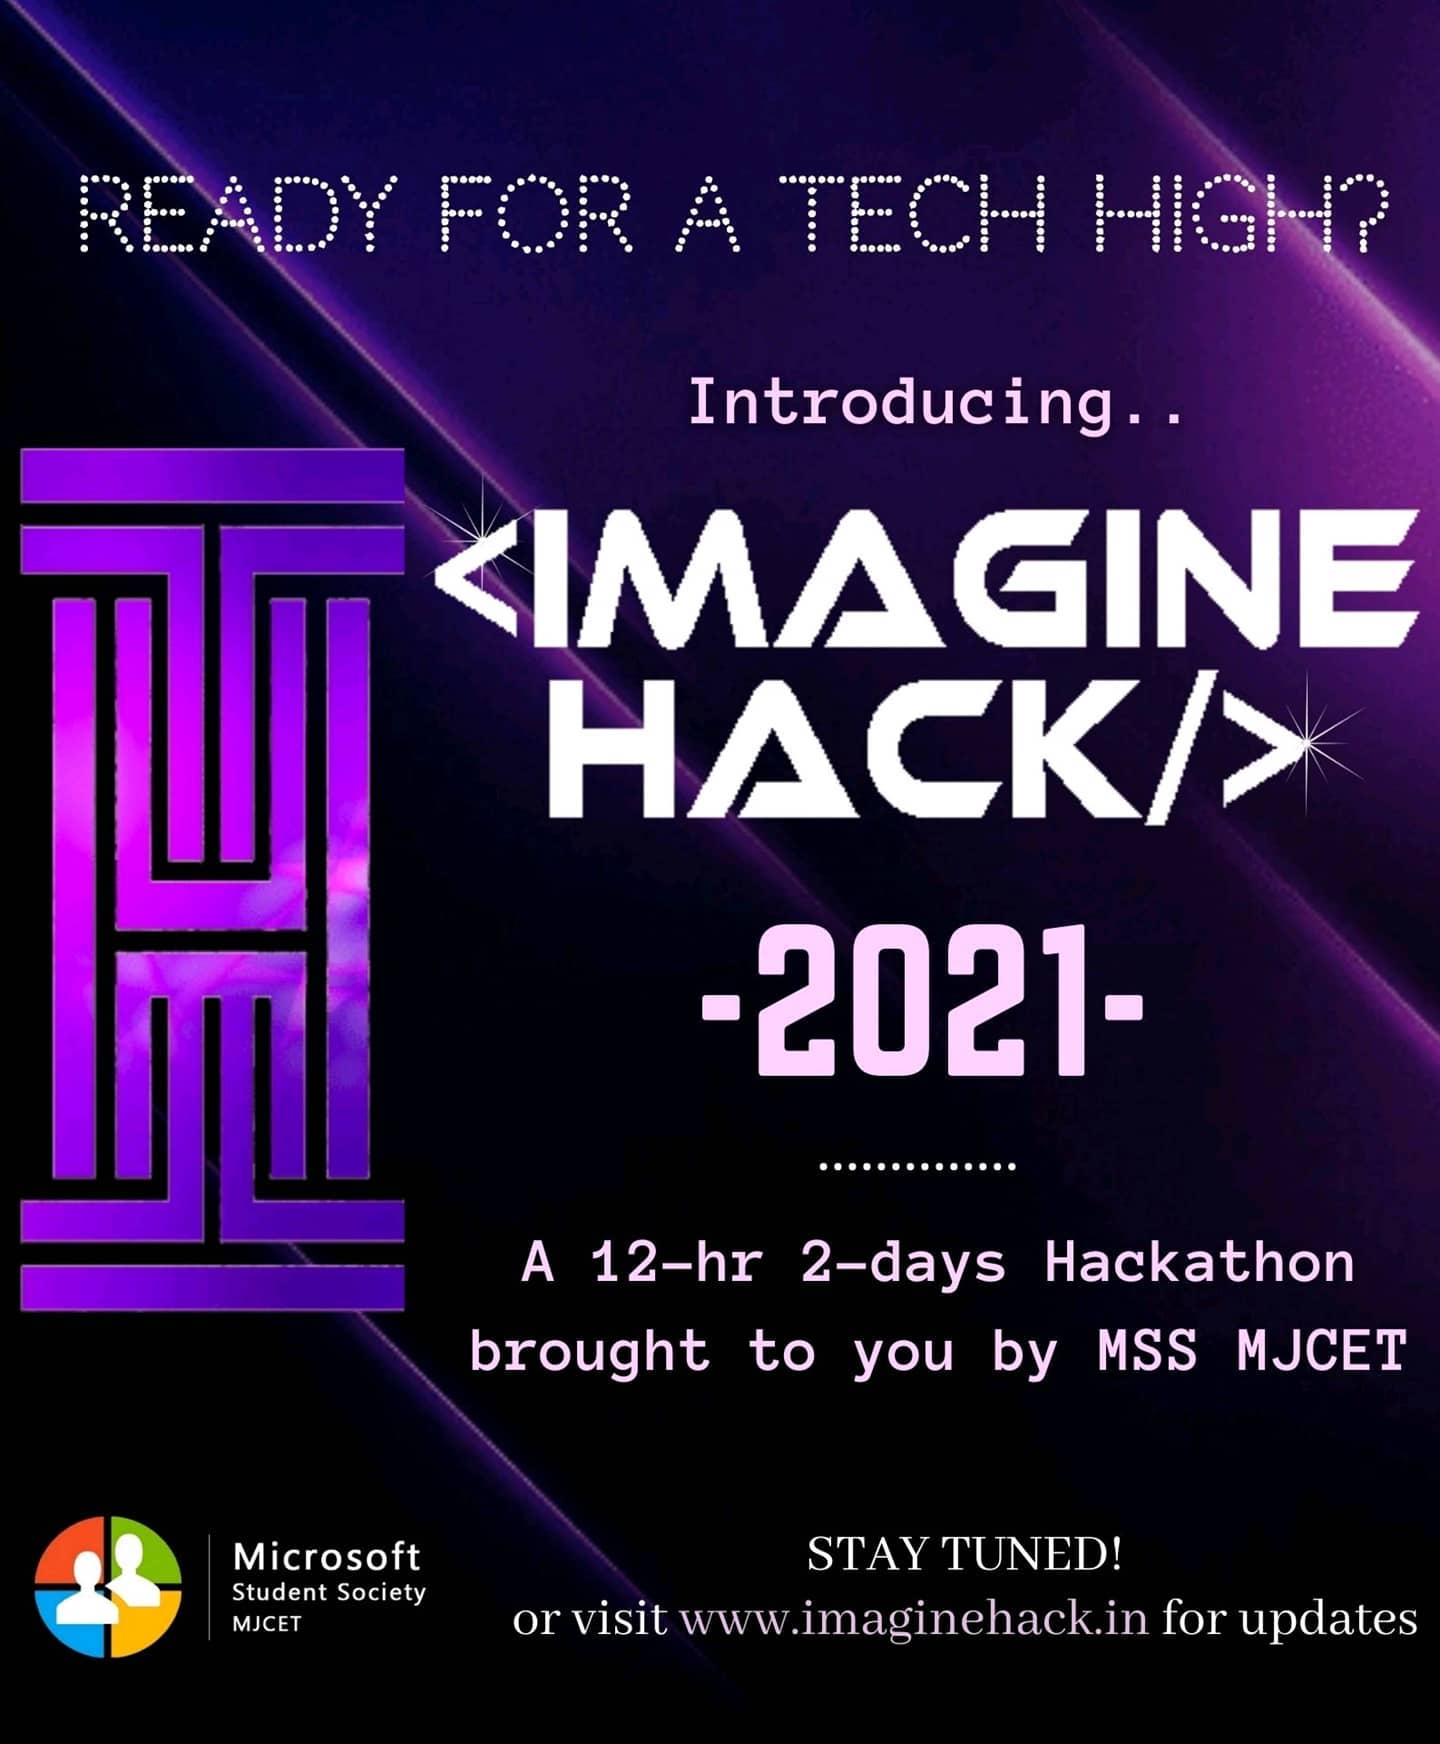 READY FOR A TECH HIGH?
Introducing..
<IMAGINE
HACK/>
-2021-
..............
A 12-hr 2-days Hackathon
brought to you by MSS MJCET
Microsoft
Student Society
MJCET
STAY TUNED!
or visit www.imaginehack.in for updates